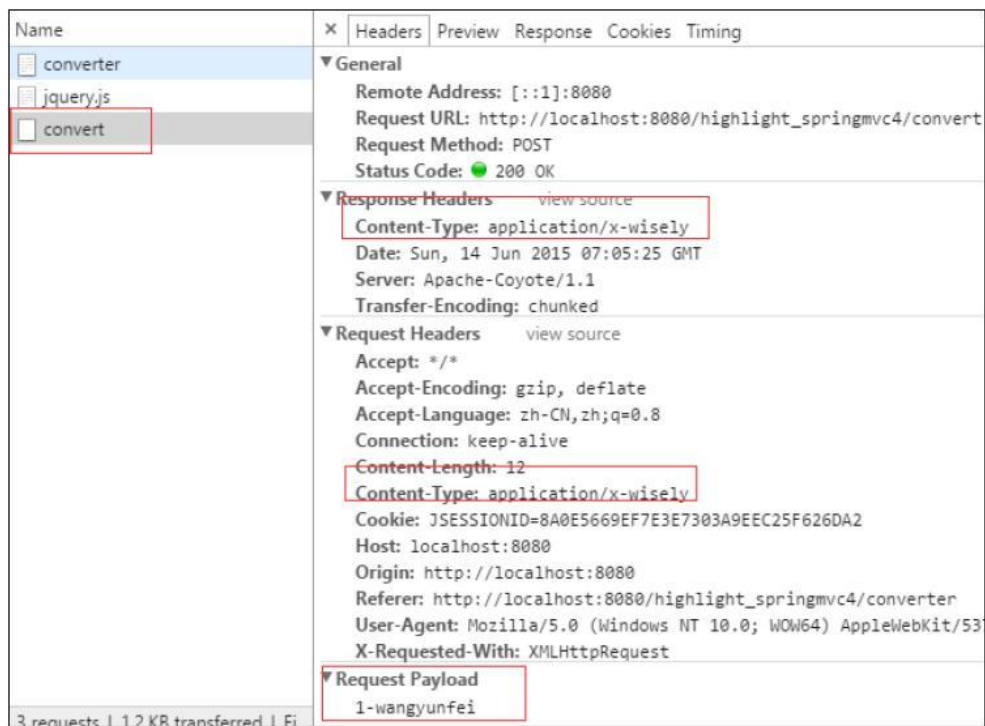 Name
converter
jquery.js
convert
3 requests | 1.2 KB transferred | Fi
× Headers Preview Response Cookies Timing
General
Remote Address: [::1]:8080
Request URL: http://localhost:8080/highlight_springmvc4/convert
Request Method: POST
Status Code: 200 OK
Response Headers view source
Content-Type: application/x-wisely
Date: Sun, 14 Jun 2015 07:05:25 GMT
Server: Apache-Coyote/1.1
Transfer-Encoding: chunked
Request Headers view source
Accept: */*
Accept-Encoding: gzip, deflate
Accept-Language: zh-CN,zh;q=0.8
Connection: keep-alive
Content-Length: 12
Content-Type: application/x-wisely
Cookie: JSESSIONID=8A0E5669EF7E3E7303A9EEC25F626DA2
Host: localhost:8080
Origin: http://localhost:8080
Referer: http://localhost:8080/highlight_springmvc4/converter
User-Agent: Mozilla/5.0 (Windows NT 10.0; WOW64) AppleWebKit/537
X-Requested-With: XMLHttpRequest
Request Payload
1-wangyunfei